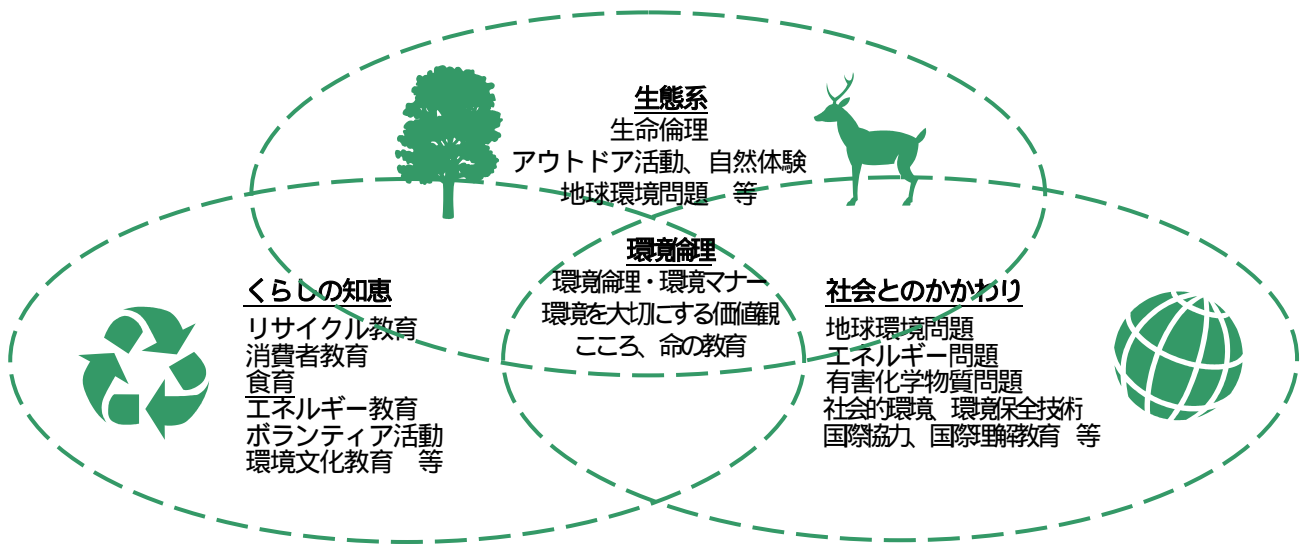 生態系
生命倫理
アウトドア活動、自然体験
地球環境問題　等
環境倫理
環境倫理・環境マナー
環境を大切にする価値観
こころ、命の教育
くらしの知恵
リサイクル教育
消費者教育
食育
エネルギー教育
ボランティア活動
環境文化教育　等
社会とのかかわり
地球環境問題
エネルギー問題
有害化学物質問題
社会的環境、環境保全技術
国際協力、国際理解教育　等